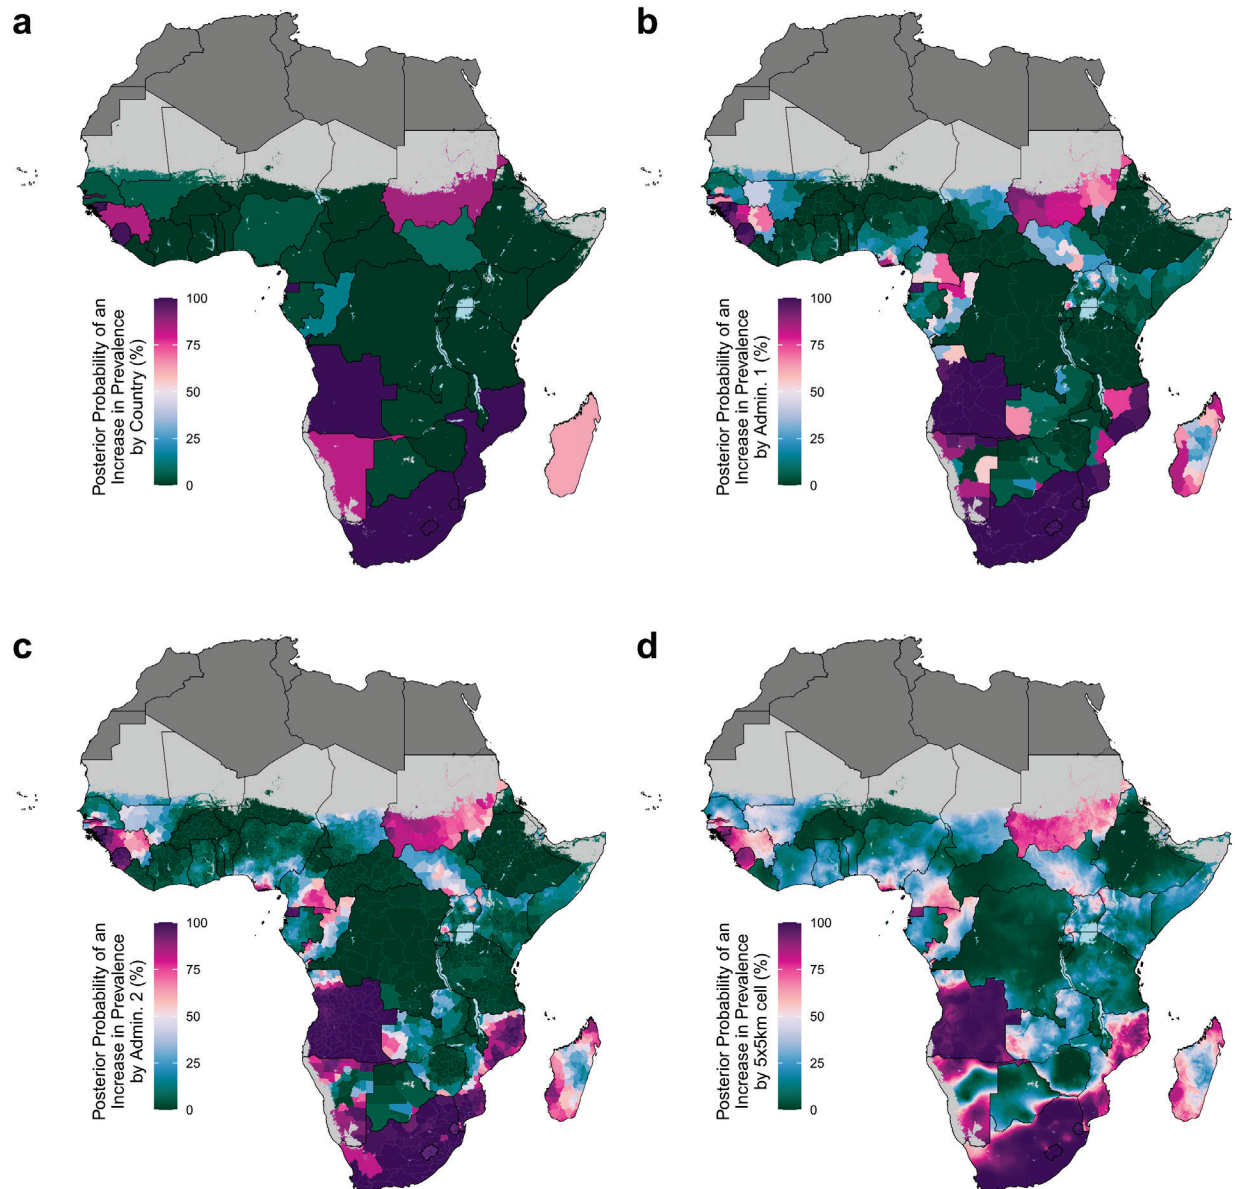 a
Posterior Probability of an
Increase in Prevalence
by Country (%)
100
75
50
25
0
b
Posterior Probability of an
Increase in Prevalence
by Admin. 1 (%)
100
75
50
25
0
c
Posterior Probability of an
Increase in Prevalence
by Admin. 2 (%)
100
75
50
25
0
d
Posterior Probability of an
Increase in Prevalence
by 5x5km cell (%)
100
75
50
25
0